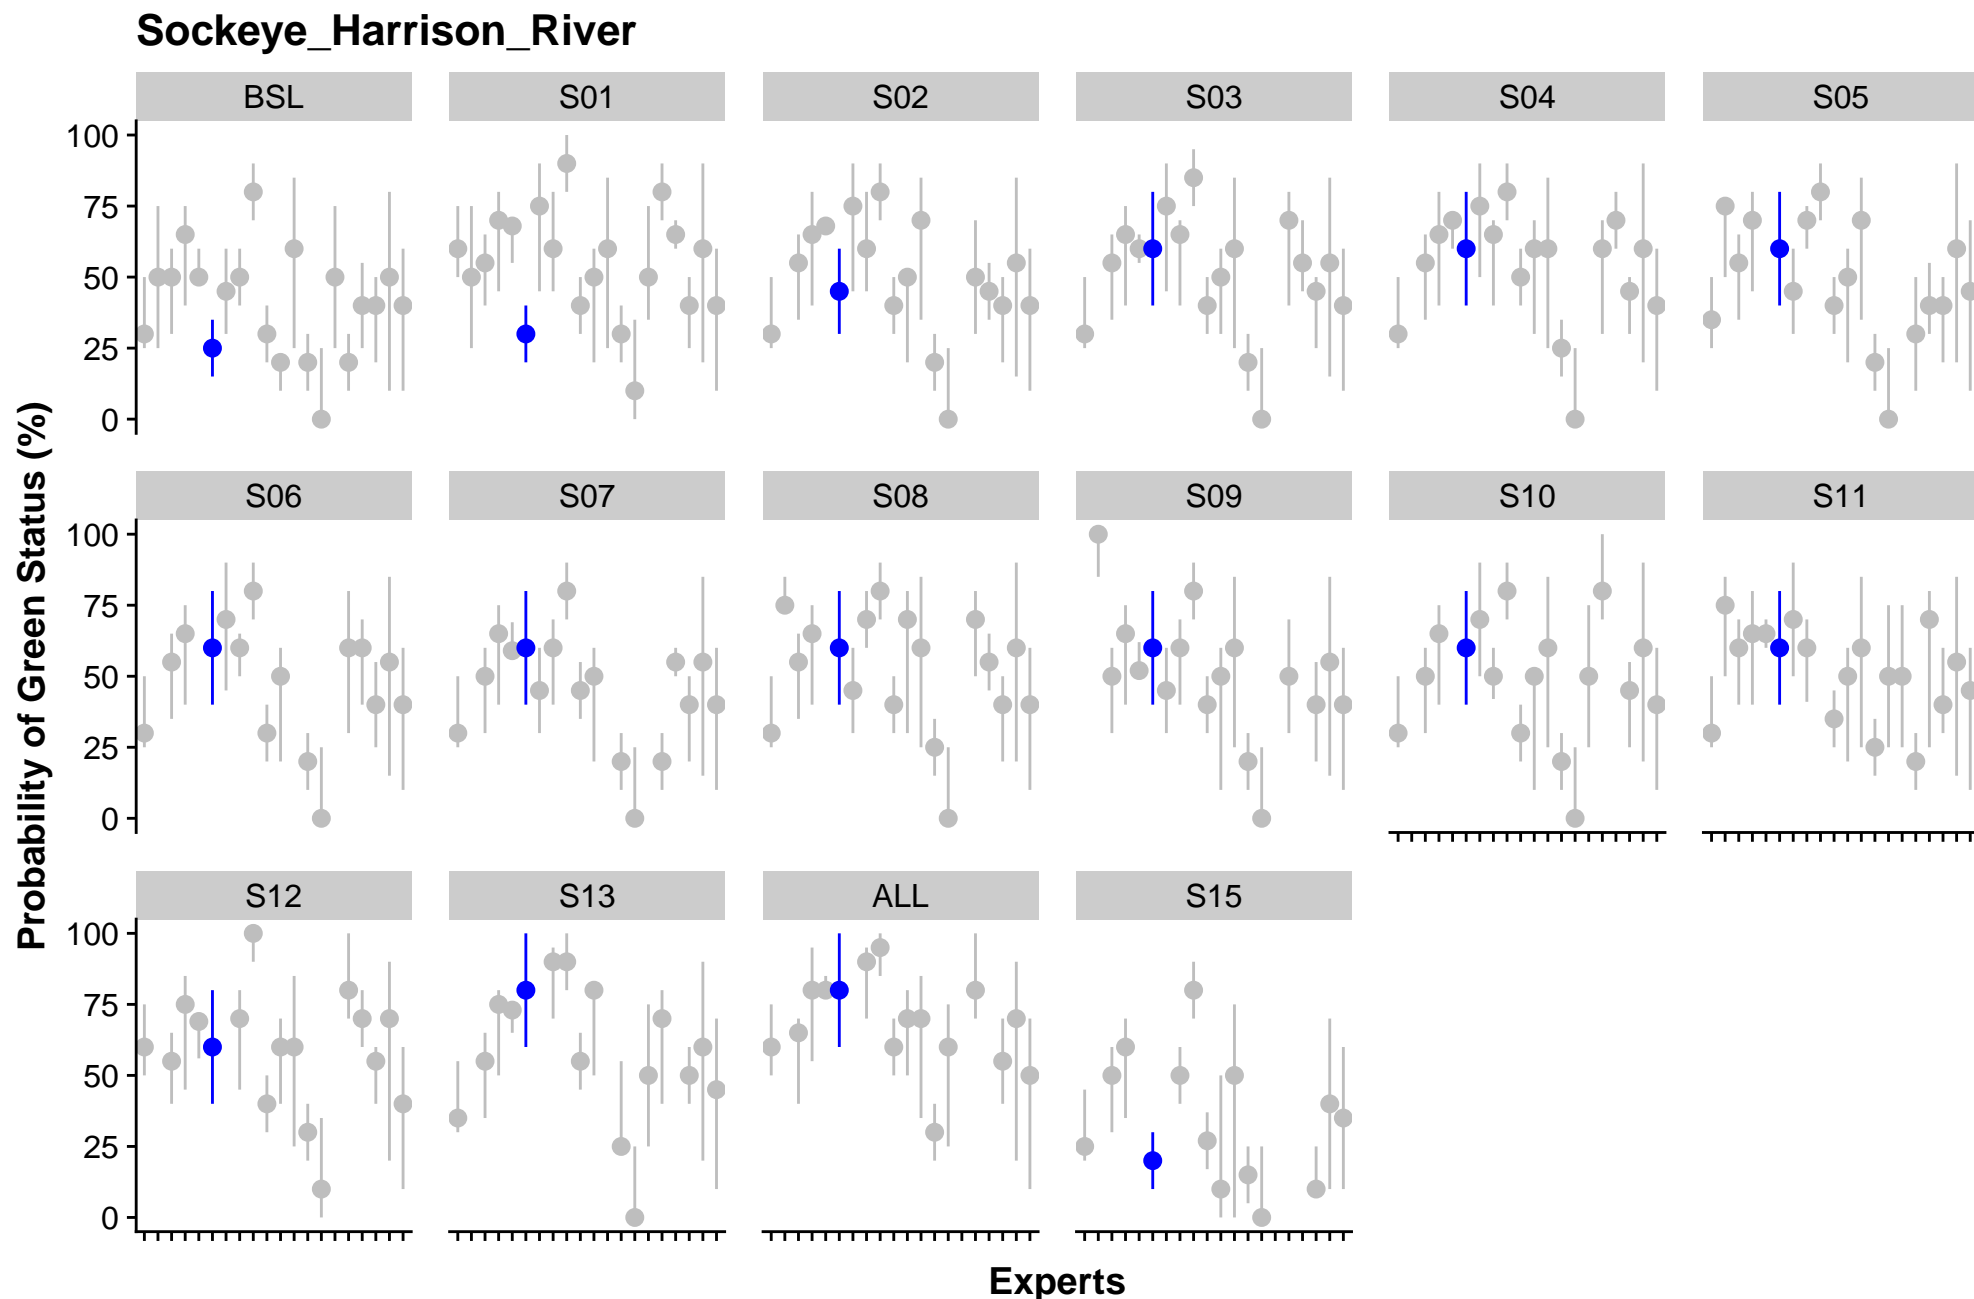 Sockeye_Harrison_River
BSL S01 S02 S03 S04 S05
100
75
50
25
0
S06 S07 S08 S09 S10 S11
100
75
50
25
0
S12 S13 ALL S15
100
75
50
25
0
Probability of Green Status (%)
Experts